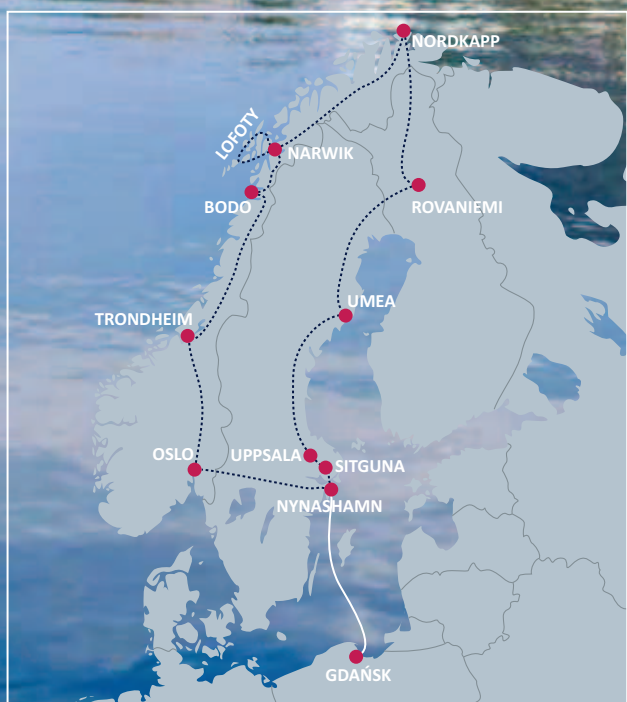 NORDKAPP
LOFOTY
NARWIK
BODO
ROVANIEMI
UMEA
TRONDHEIM
OSLO
UPPSALA
SITGUNA
NYNASHAMN
GDAŃSK